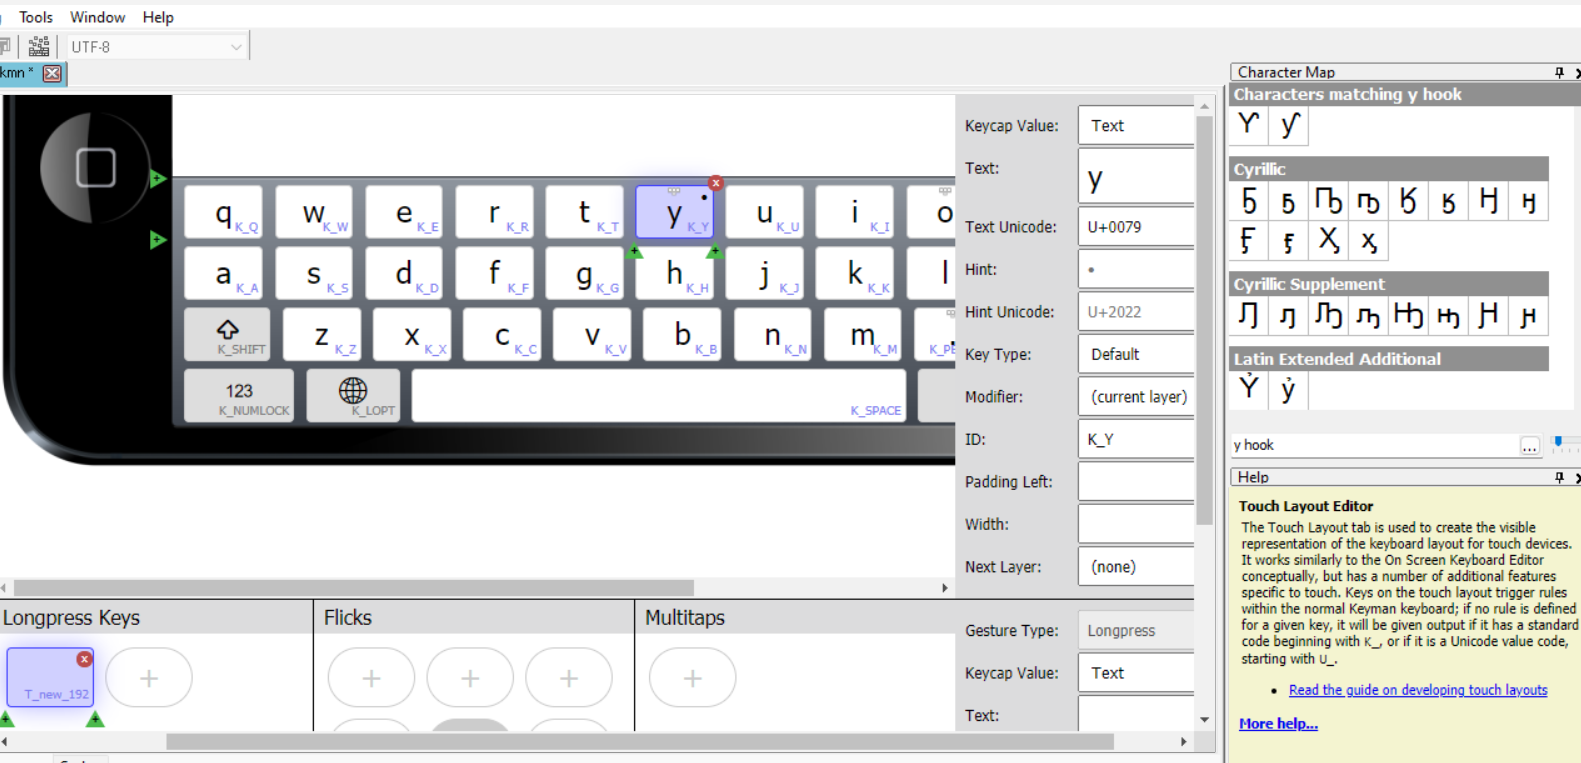 Tools Window Help
UTF-8
kmn *
Character Map
Characters matching y hook
Ƴ ƴ
Cyrillic
Ҕ ҕ Ҧ ҧ Ӄ ӄ Ӈ ӈ
Ӻ ӻ Ӽ ӽ
Cyrillic Supplement
Ԓ ԓ Ԡ ԡ Ԣ ԣ Ԩ ԩ
Latin Extended Additional
Ỷ ỷ
y hook
...
Help
Touch Layout Editor
The Touch Layout tab is used to create the visible
representation of the keyboard layout for touch devices.
It works similarly to the On Screen Keyboard Editor
conceptually, but has a number of additional features
specific to touch. Keys on the touch layout trigger rules
within the normal Keyman keyboard; if no rule is defined
for a given key, it will be given output if it has a standard
code beginning with K_, or if it is a Unicode value code,
starting with U_.
• Read the guide on developing touch layouts
More help...
q K_Q w K_W e K_E r K_R t K_T y • K_Y u K_U i K_I o
a K_A s K_S d K_D f K_F g K_G h K_H j K_J k K_K l
K_SHIFT z K_Z x K_X c K_C v K_V b K_B n K_N m K_M
123 K_NUMLOCK K_LOPT K_SPACE
Keycap Value: Text
Text: y
Text Unicode: U+0079
Hint: •
Hint Unicode: U+2022
Key Type: Default
Modifier: (current layer)
ID: K_Y
Padding Left:
Width:
Next Layer: (none)
Longpress Keys
T_new_192
Flicks
Multitaps
Gesture Type: Longpress
Keycap Value: Text
Text: